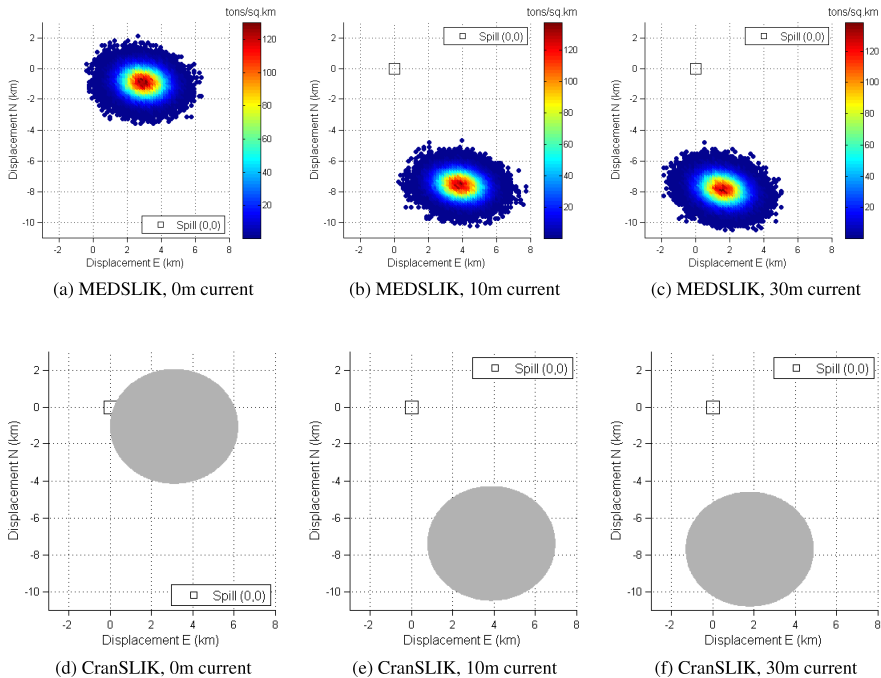 tons/sq.km
tons/sq.km
tons/sq.km
2
0
-2
-4
-6
-8
-10
Displacement N (km)
Spill (0,0)
-2 0 2 4 6 8
Displacement E (km)
120
100
80
60
40
20
(a) MEDSLIK, 0m current
2
0
-2
-4
-6
-8
-10
Displacement N (km)
Spill (0,0)
-2 0 2 4 6 8
Displacement E (km)
120
100
80
60
40
20
(b) MEDSLIK, 10m current
2
0
-2
-4
-6
-8
-10
Displacement N (km)
Spill (0,0)
-2 0 2 4 6 8
Displacement E (km)
120
100
80
60
40
20
(c) MEDSLIK, 30m current
2
0
-2
-4
-6
-8
-10
Displacement N (km)
Spill (0,0)
-2 0 2 4 6 8
Displacement E (km)
(d) CranSLIK, 0m current
2
0
-2
-4
-6
-8
-10
Displacement N (km)
Spill (0,0)
-2 0 2 4 6 8
Displacement E (km)
(e) CranSLIK, 10m current
2
0
-2
-4
-6
-8
-10
Displacement N (km)
Spill (0,0)
-2 0 2 4 6 8
Displacement E (km)
(f) CranSLIK, 30m current